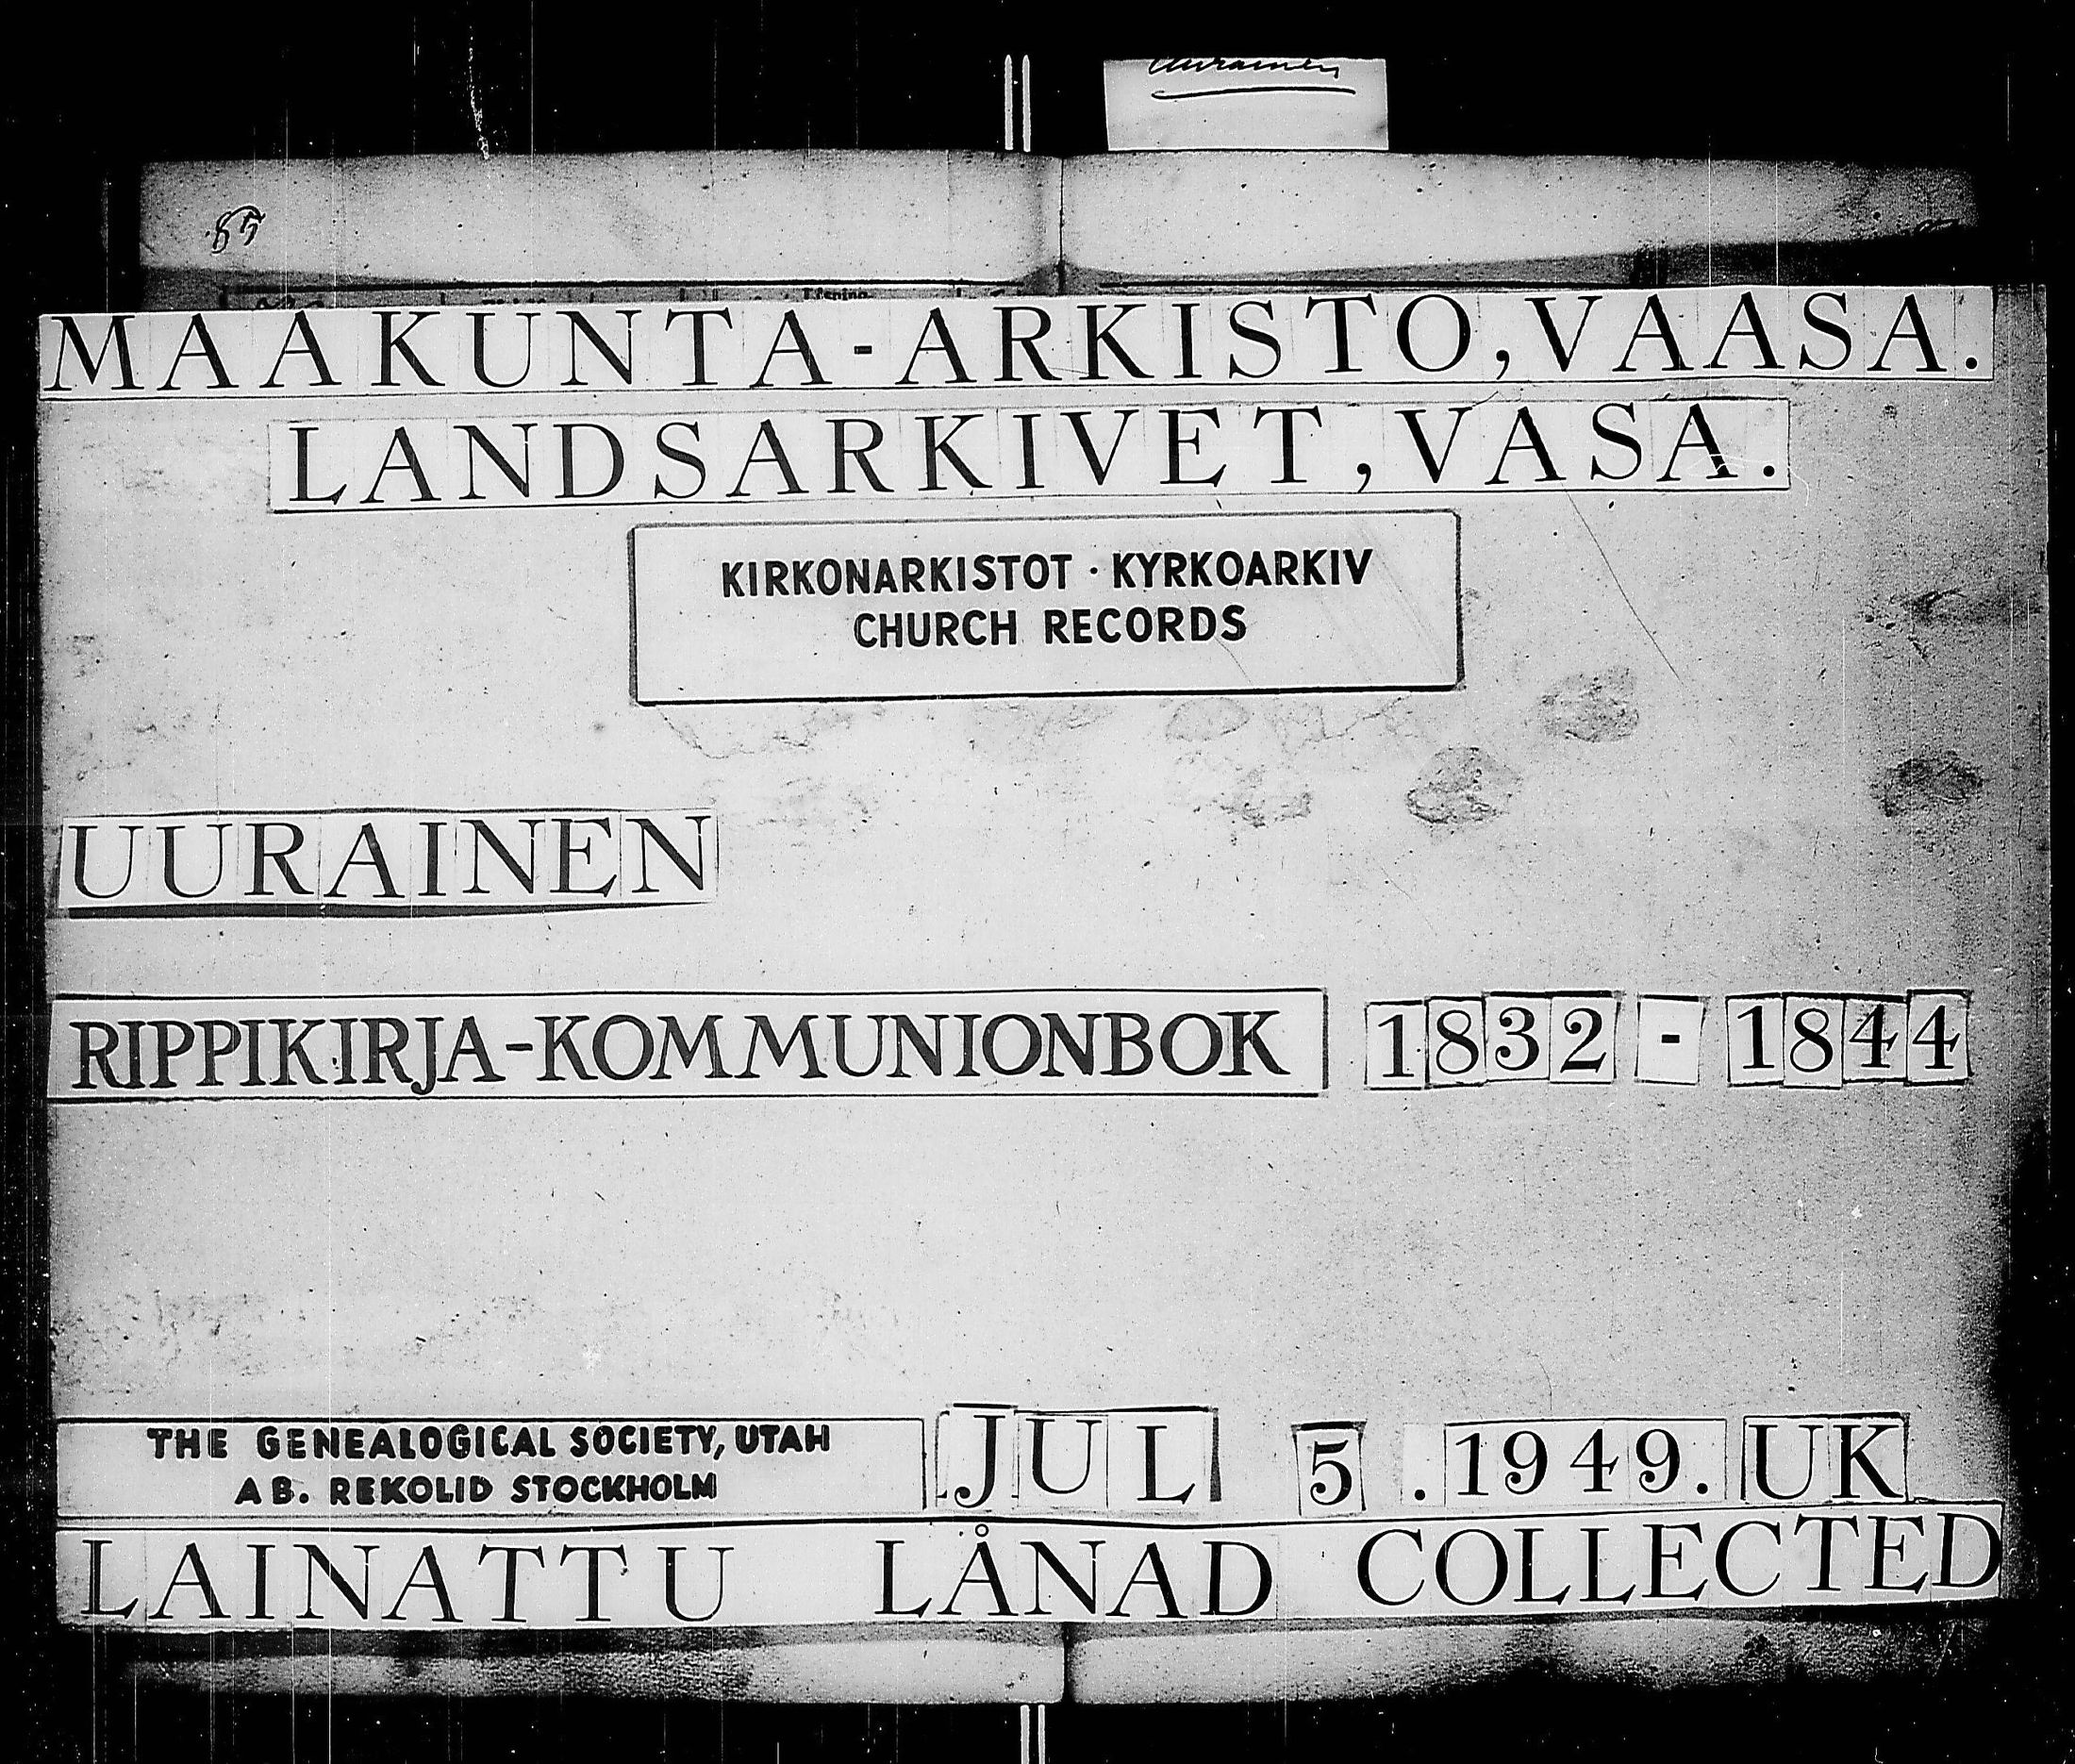 Uurainen
85
MAAKUNTA-ARKISTO, VAASA.
LANDSARKIVET, VASA.
KIRKONARKISTOT · KYRKOARKIV
CHURCH RECORDS
UURAINEN
RIPPIKIRJA-KOMMUNIONBOK 1832 - 1844
THE GENEALOGICAL SOCIETY, UTAH
AB. REKOLID STOCKHOLM
JUL 5 . 1949. UK
LAINATTU LÅNAD COLLECTED